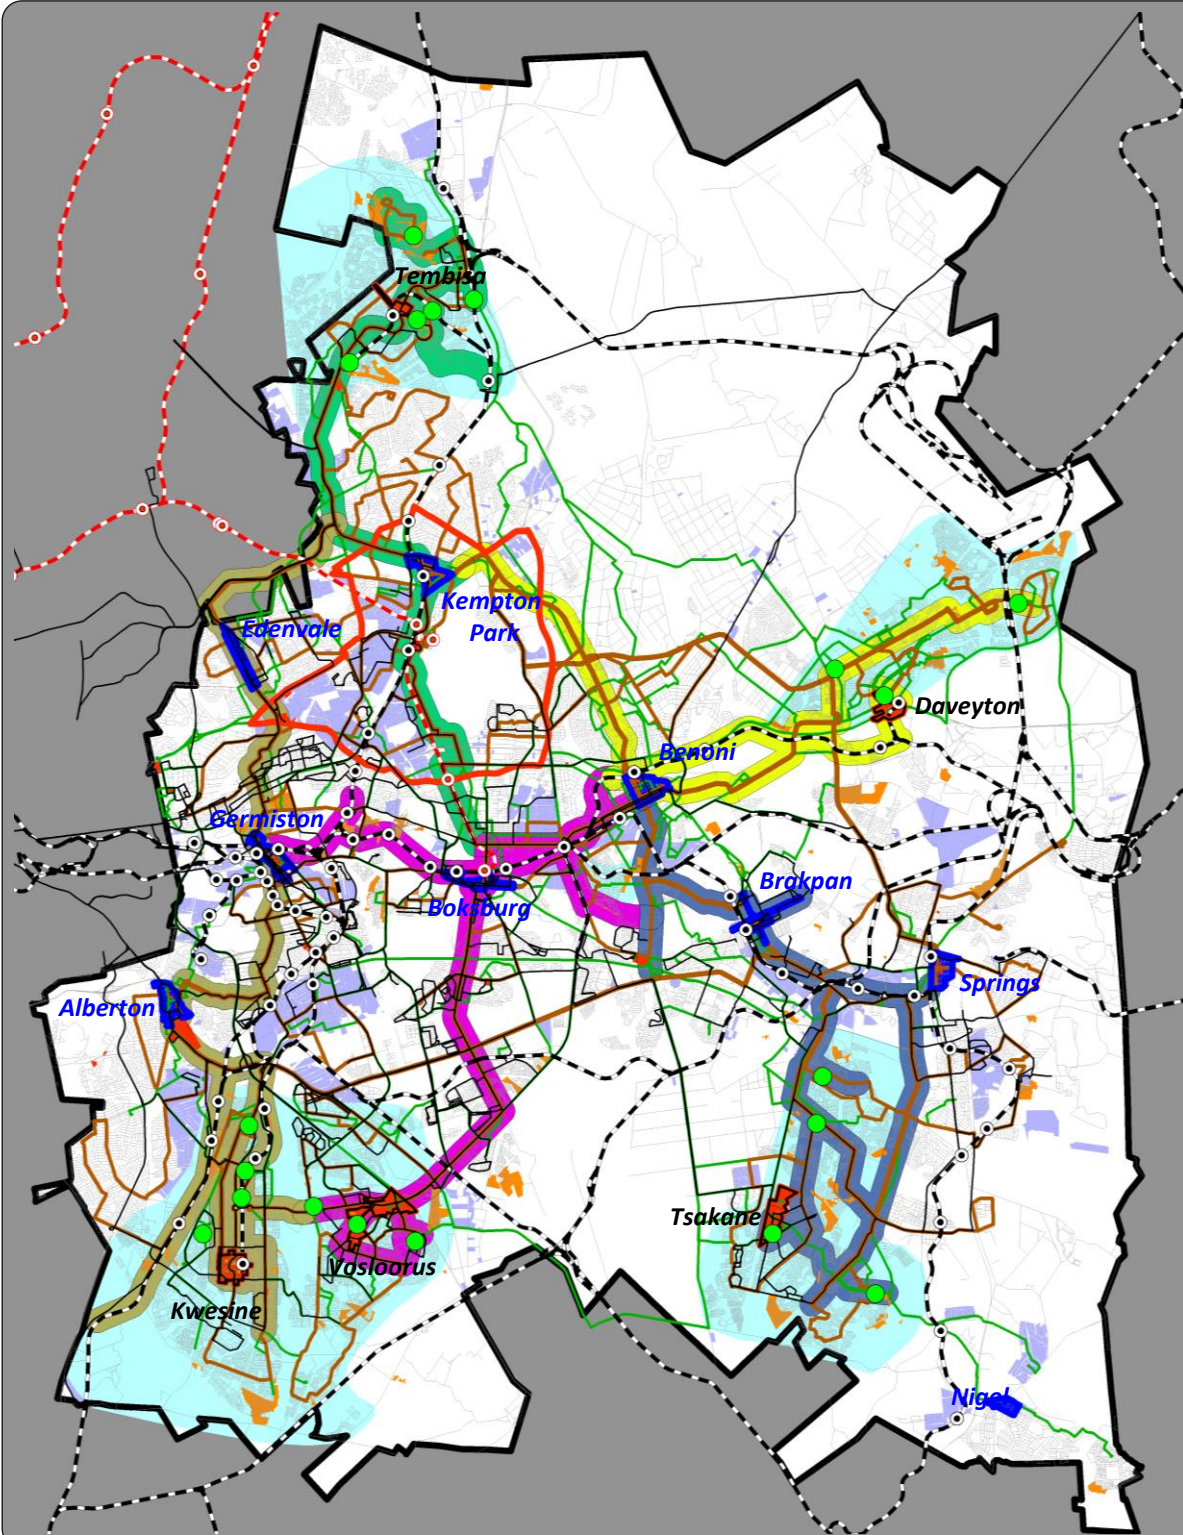 Tembisa
Kempton
Park
Edenvale
Daveyton
Benoni
Germiston
Brakpan
Boksburg
Springs
Alberton
Tsakane
Vosloorus
Kwesine
Nigel